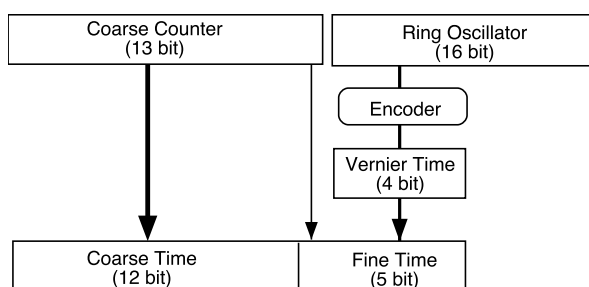 Coarse Counter
(13 bit)
Ring Oscillator
(16 bit)
Encoder
Vernier Time
(4 bit)
Coarse Time
(12 bit)
Fine Time
(5 bit)